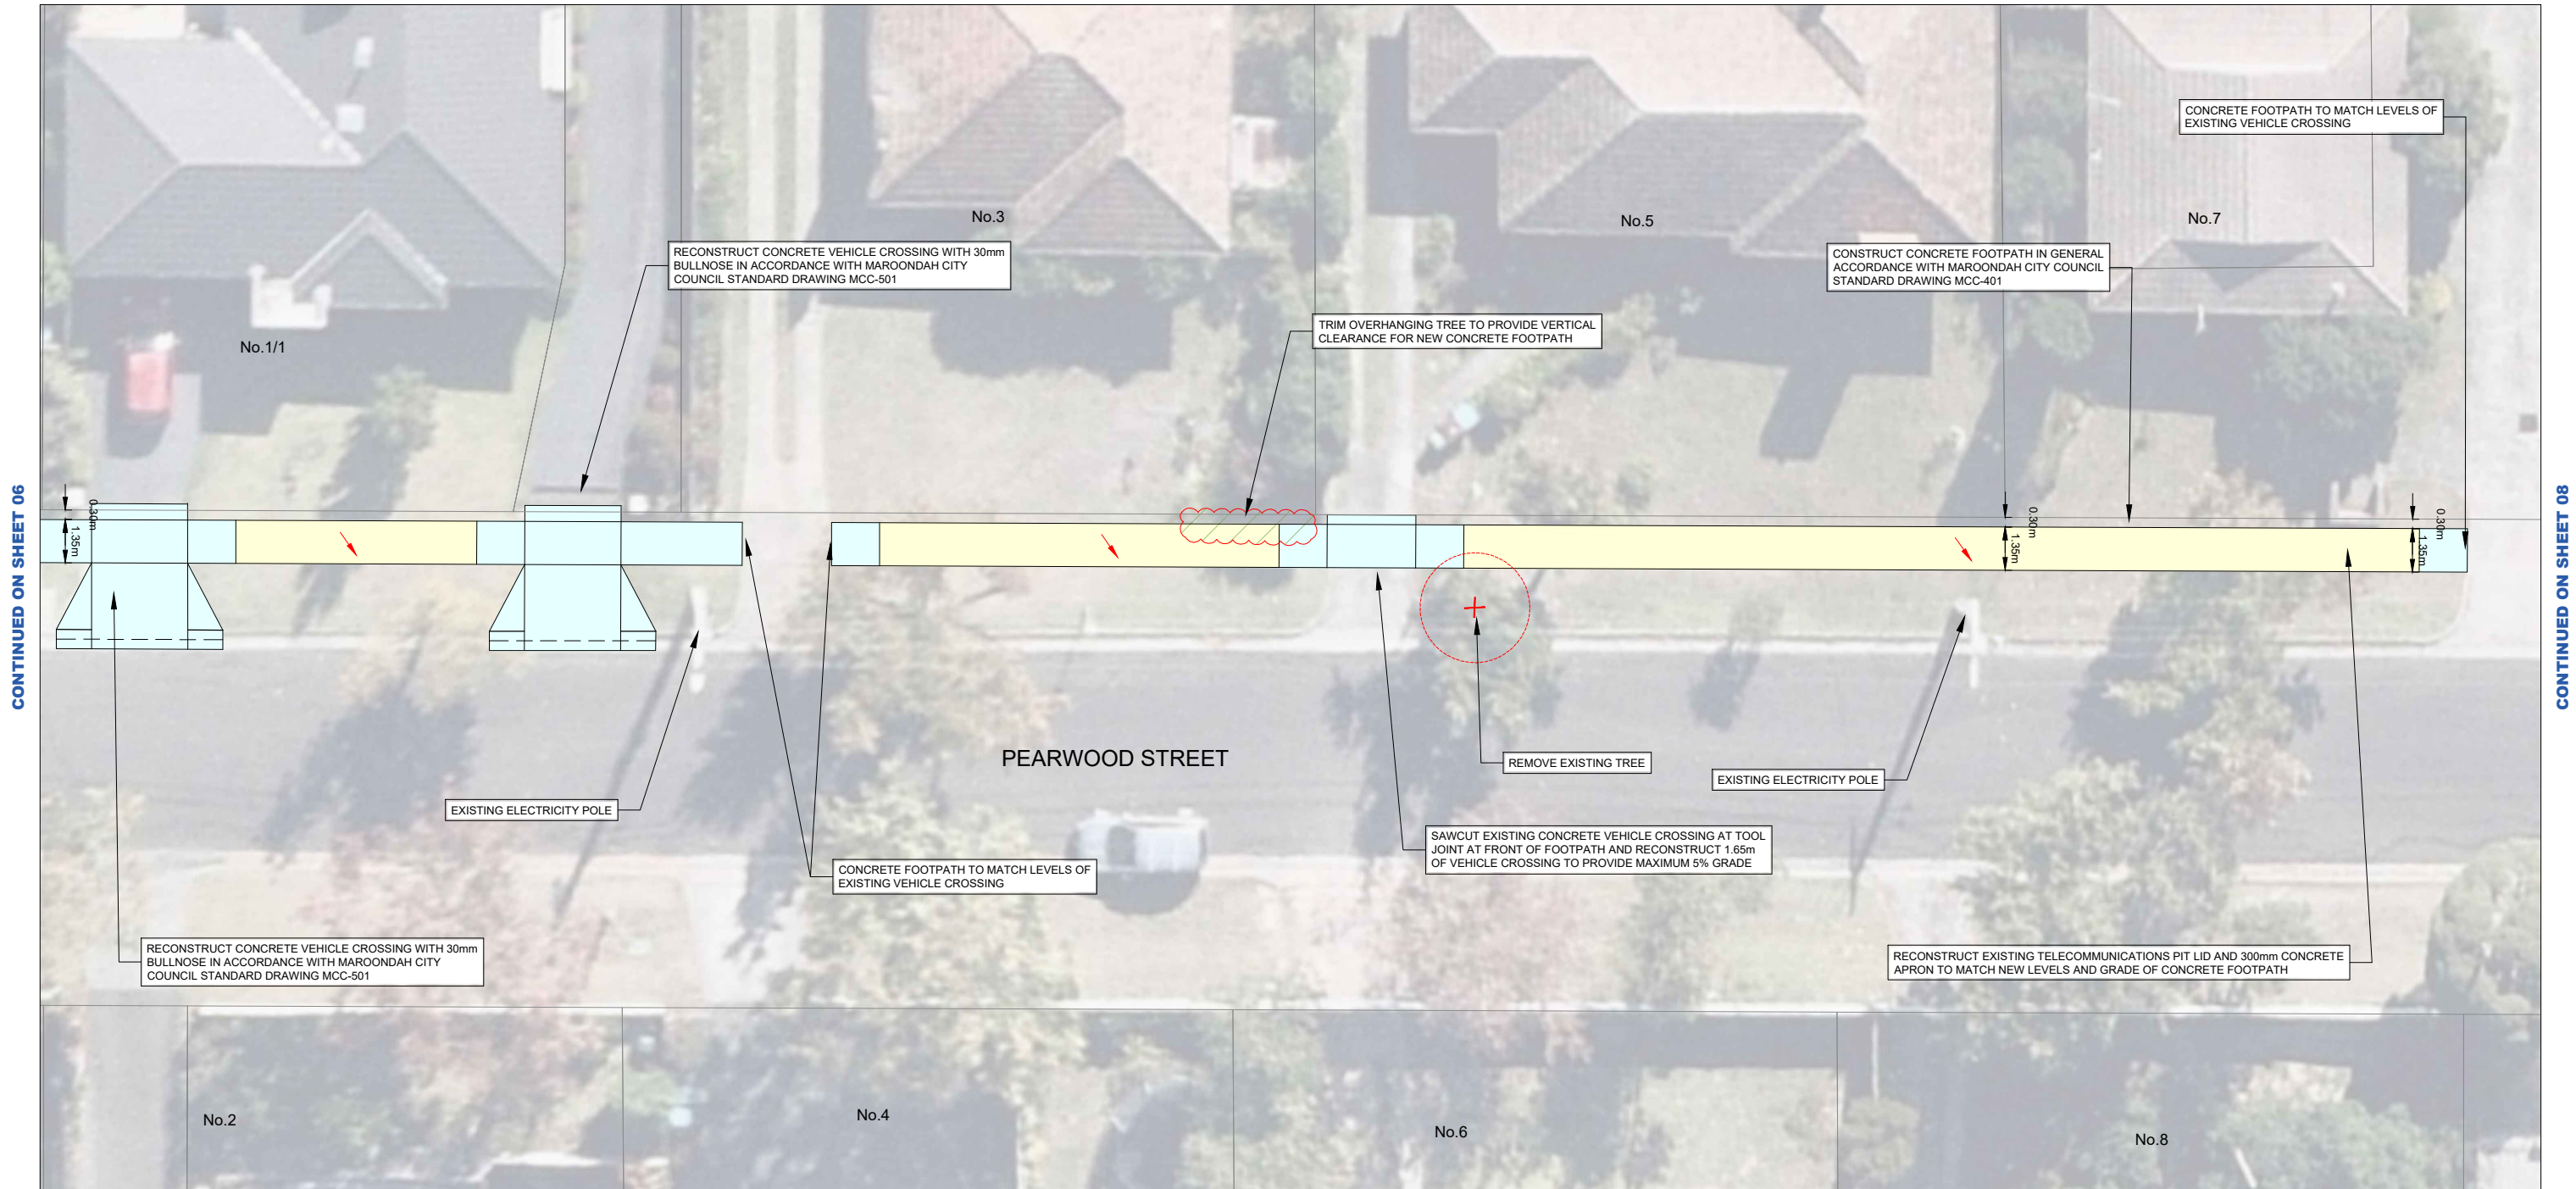 CONCRETE FOOTPATH TO MATCH LEVELS OF
EXISTING VEHICLE CROSSING
No.3
No.5
No.7
RECONSTRUCT CONCRETE VEHICLE CROSSING WITH 30mm
BULLNOSE IN ACCORDANCE WITH MAROONDAH CITY
COUNCIL STANDARD DRAWING MCC-501
CONSTRUCT CONCRETE FOOTPATH IN GENERAL
ACCORDANCE WITH MAROONDAH CITY COUNCIL
STANDARD DRAWING MCC-401
TRIM OVERHANGING TREE TO PROVIDE VERTICAL
CLEARANCE FOR NEW CONCRETE FOOTPATH
No.1/1
CONTINUED ON SHEET 06
0.30m
1.35m
0.30m
1.35m
0.30m
1.35m
CONTINUED ON SHEET 08
PEARWOOD STREET
REMOVE EXISTING TREE
EXISTING ELECTRICITY POLE
EXISTING ELECTRICITY POLE
SAWCUT EXISTING CONCRETE VEHICLE CROSSING AT TOOL
JOINT AT FRONT OF FOOTPATH AND RECONSTRUCT 1.65m
OF VEHICLE CROSSING TO PROVIDE MAXIMUM 5% GRADE
CONCRETE FOOTPATH TO MATCH LEVELS OF
EXISTING VEHICLE CROSSING
RECONSTRUCT CONCRETE VEHICLE CROSSING WITH 30mm
BULLNOSE IN ACCORDANCE WITH MAROONDAH CITY
COUNCIL STANDARD DRAWING MCC-501
RECONSTRUCT EXISTING TELECOMMUNICATIONS PIT LID AND 300mm CONCRETE
APRON TO MATCH NEW LEVELS AND GRADE OF CONCRETE FOOTPATH
No.2
No.4
No.6
No.8